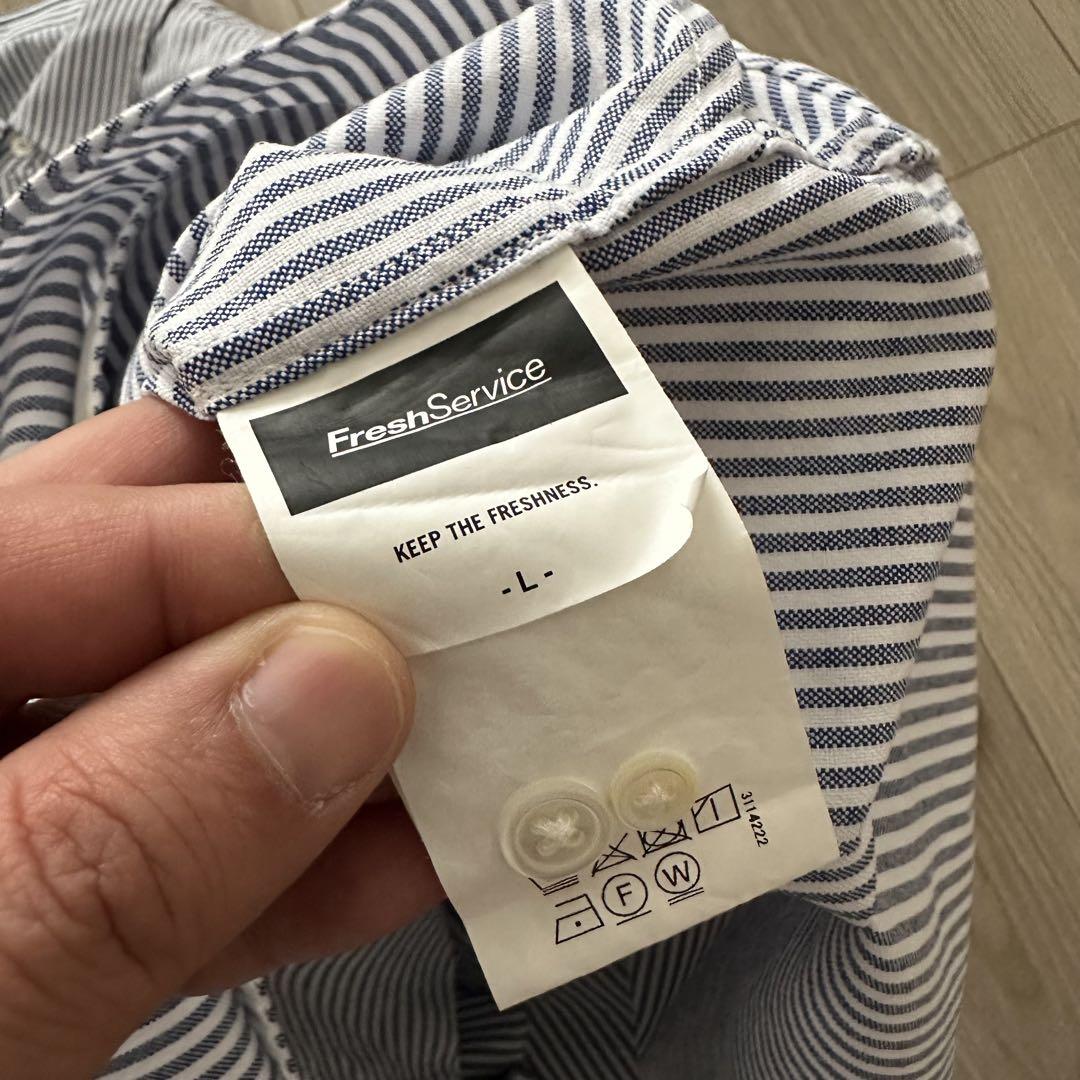 FreshService
KEEP THE FRESHNESS.
- L -
3114222
F
W